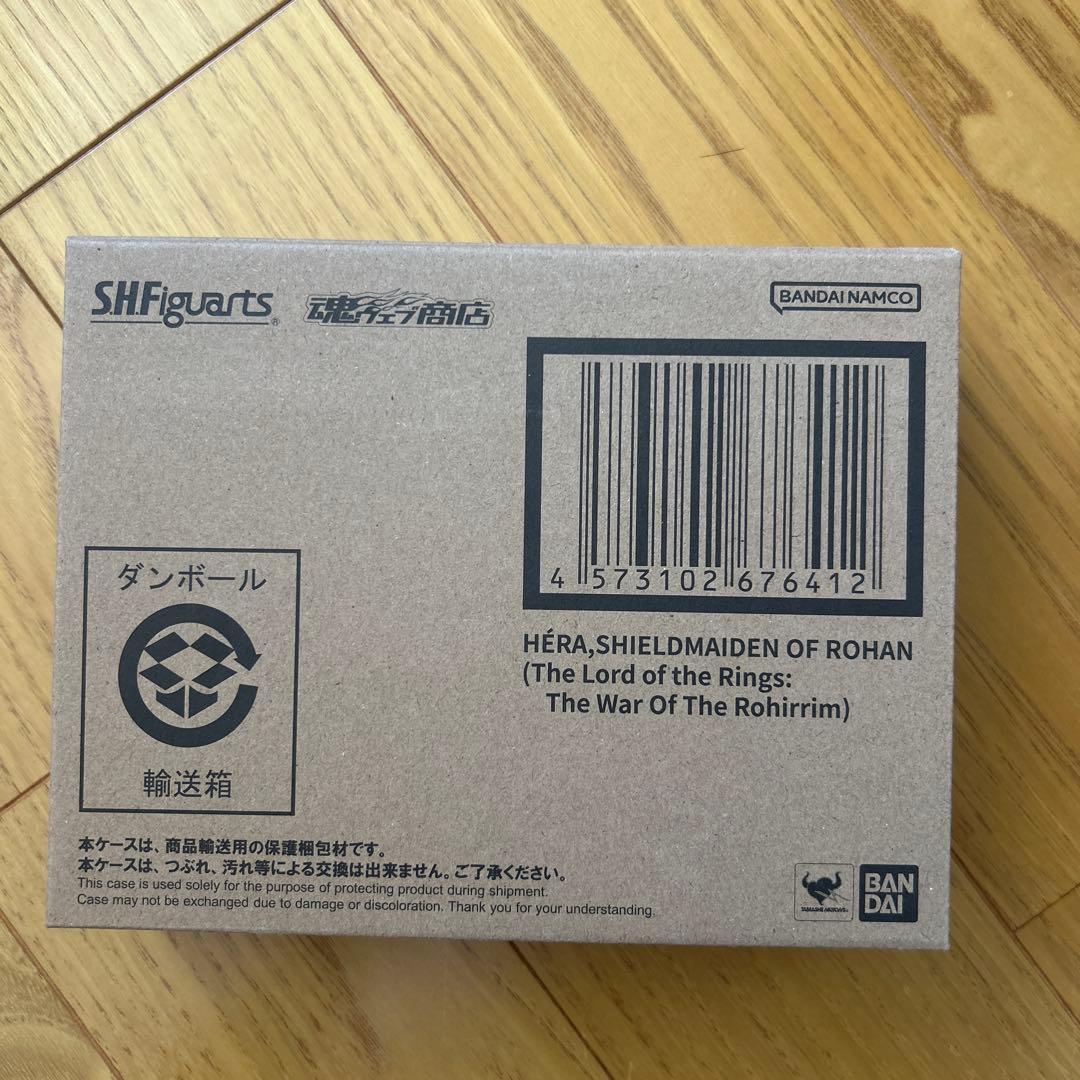 S.H.Figuarts®
魂ウェブ商店
BANDAI NAMCO
4 573102 676412
HÉRA,SHIELDMAIDEN OF ROHAN
(The Lord of the Rings:
The War Of The Rohirrim)
ダンボール
輸送箱
本ケースは、商品輸送用の保護梱包材です。
本ケースは、つぶれ、汚れ等による交換は出来ません。ご了承ください。
This case is used solely for the purpose of protecting product during shipment.
Case may not be exchanged due to damage or discoloration. Thank you for your understanding.
TAMASHII NATIONS
BAN
DAI